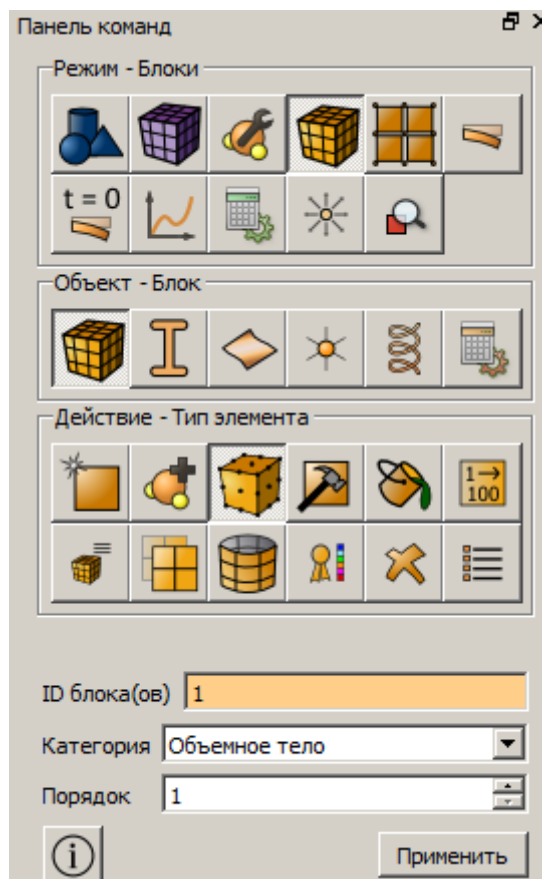 Панель команд
Режим - Блоки
t = 0
Объект - Блок
Действие - Тип элемента
1→
100
ID блока(ов) 1
Категория Объемное тело
Порядок 1
i
Применить